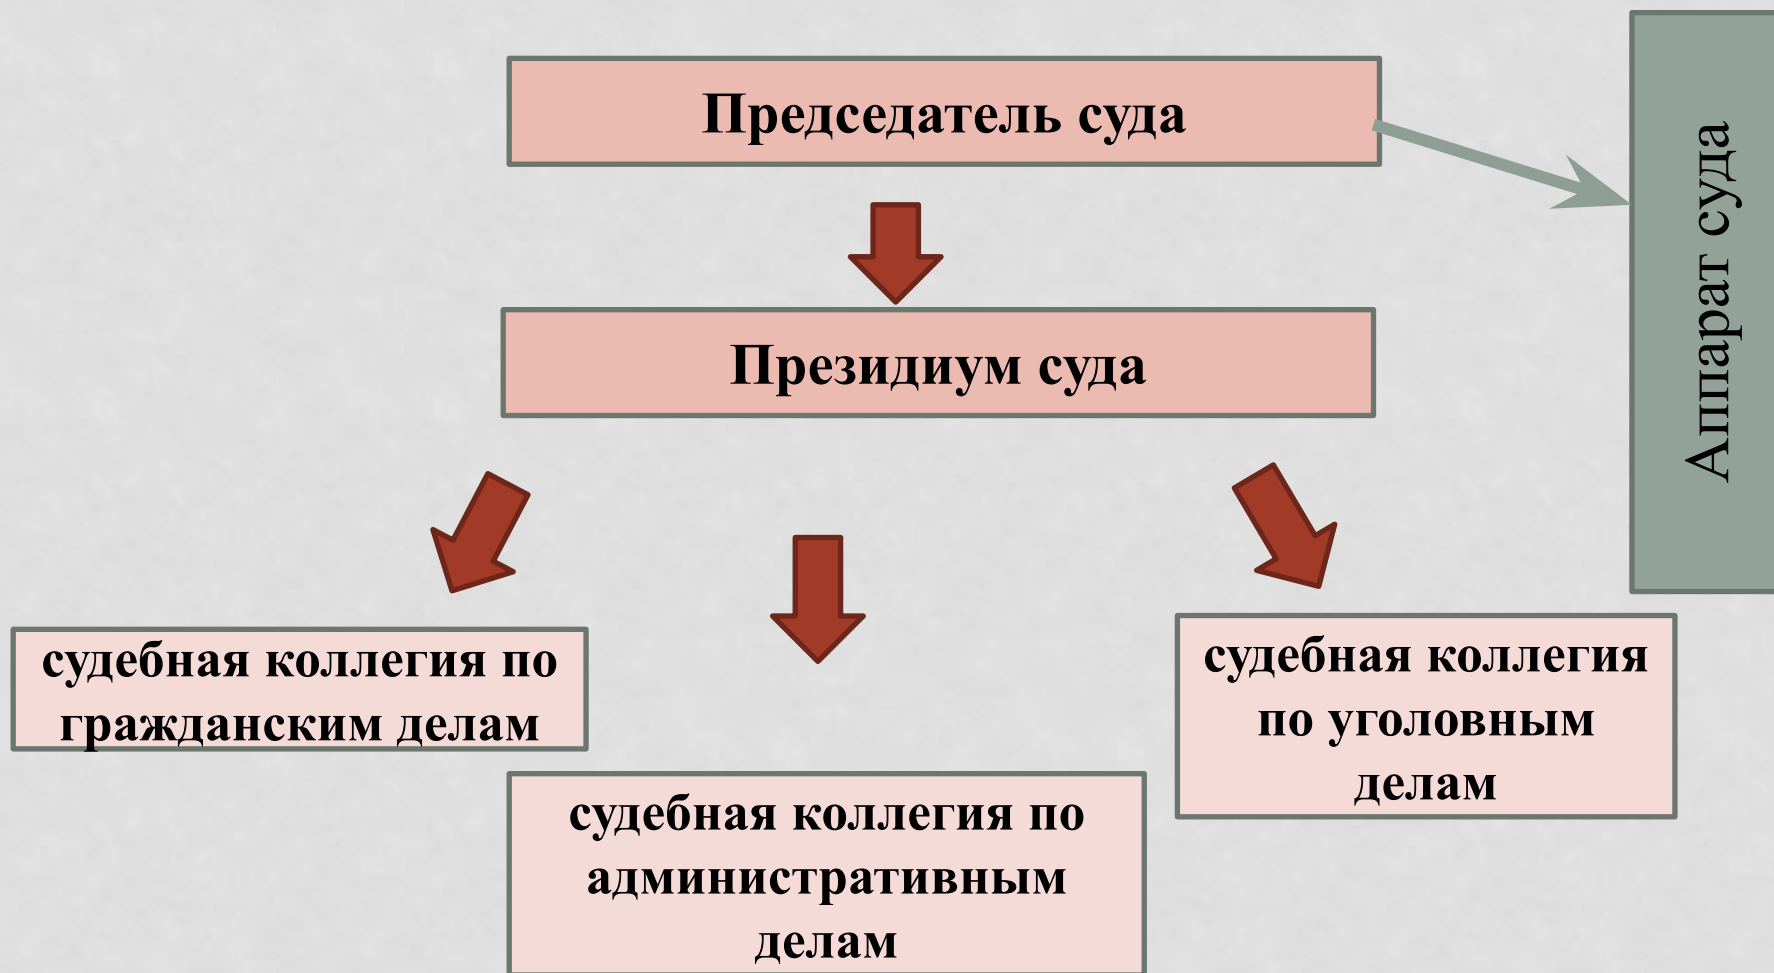 Председатель суда
Аппарат суда
Президиум суда
судебная коллегия по
гражданским делам
судебная коллегия по
административным
делам
судебная коллегия
по уголовным
делам